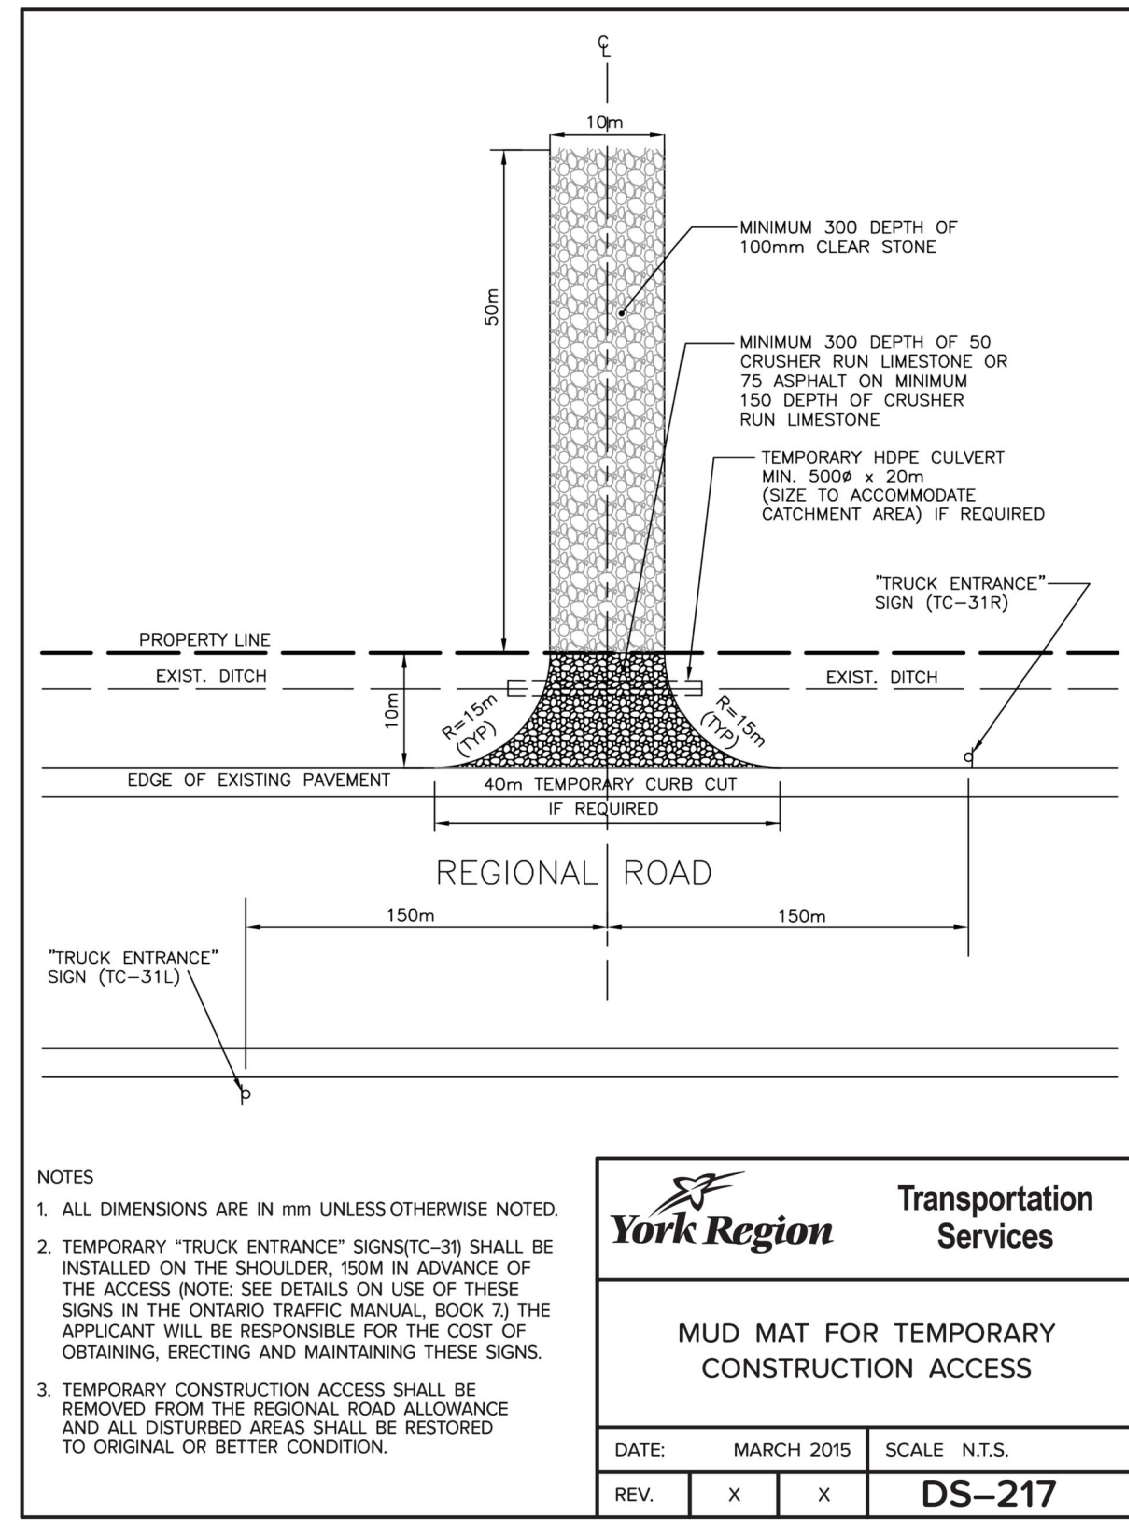 ℄
10m
50m
MINIMUM 300 DEPTH OF
100mm CLEAR STONE
MINIMUM 300 DEPTH OF 50
CRUSHER RUN LIMESTONE OR
75 ASPHALT ON MINIMUM
150 DEPTH OF CRUSHER
RUN LIMESTONE
TEMPORARY HDPE CULVERT
MIN. 500ø x 20m
(SIZE TO ACCOMMODATE
CATCHMENT AREA) IF REQUIRED
"TRUCK ENTRANCE"
SIGN (TC-31R)
PROPERTY LINE
EXIST. DITCH
EXIST. DITCH
10m
R=15m
(TYP)
R=15m
(TYP)
EDGE OF EXISTING PAVEMENT
40m TEMPORARY CURB CUT
IF REQUIRED
REGIONAL ROAD
150m
150m
"TRUCK ENTRANCE"
SIGN (TC-31L)
NOTES
1. ALL DIMENSIONS ARE IN mm UNLESS OTHERWISE NOTED.
2. TEMPORARY "TRUCK ENTRANCE" SIGNS(TC-31) SHALL BE
INSTALLED ON THE SHOULDER, 150M IN ADVANCE OF
THE ACCESS (NOTE: SEE DETAILS ON USE OF THESE
SIGNS IN THE ONTARIO TRAFFIC MANUAL, BOOK 7.) THE
APPLICANT WILL BE RESPONSIBLE FOR THE COST OF
OBTAINING, ERECTING AND MAINTAINING THESE SIGNS.
3. TEMPORARY CONSTRUCTION ACCESS SHALL BE
REMOVED FROM THE REGIONAL ROAD ALLOWANCE
AND ALL DISTURBED AREAS SHALL BE RESTORED
TO ORIGINAL OR BETTER CONDITION.
York Region
Transportation
Services
MUD MAT FOR TEMPORARY
CONSTRUCTION ACCESS
DATE: MARCH 2015 SCALE N.T.S.
REV. X X DS-217